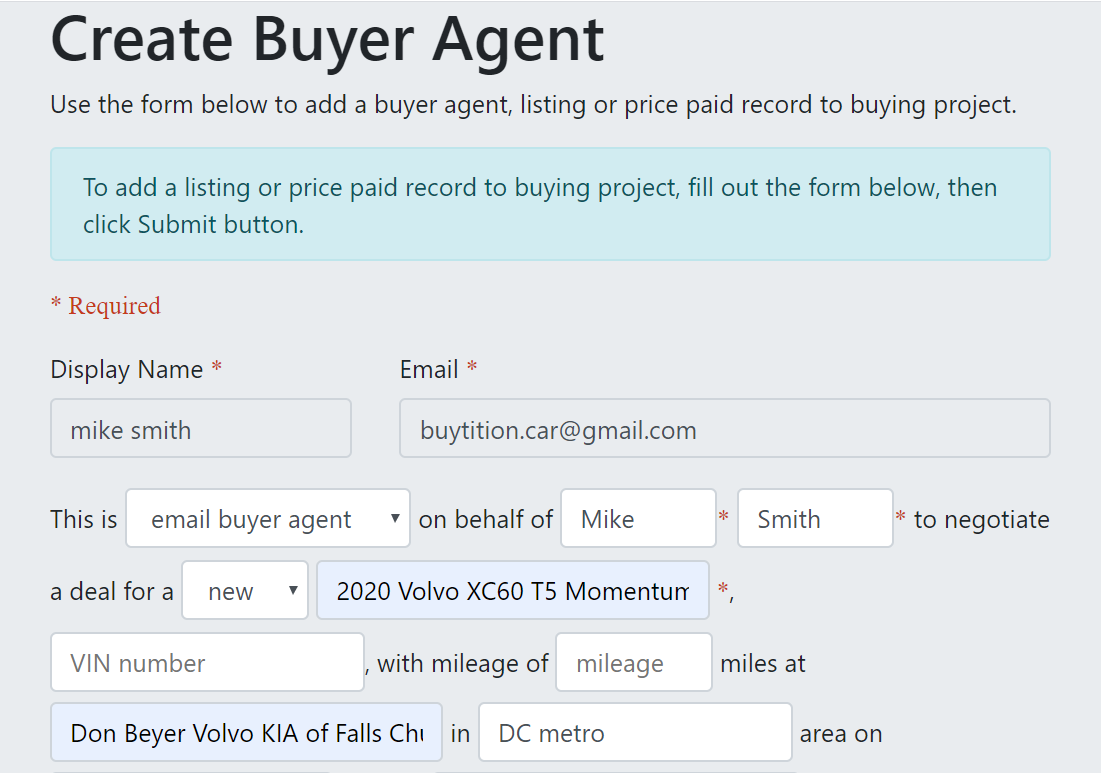 Create Buyer Agent
Use the form below to add a buyer agent, listing or price paid record to buying project.
To add a listing or price paid record to buying project, fill out the form below, then
click Submit button.
* Required
Display Name * Email *
mike smith buytition.car@gmail.com
This is email buyer agent on behalf of Mike * Smith * to negotiate
a deal for a new 2020 Volvo XC60 T5 Momentum *,
VIN number , with mileage of mileage miles at
Don Beyer Volvo KIA of Falls Chu in DC metro area on